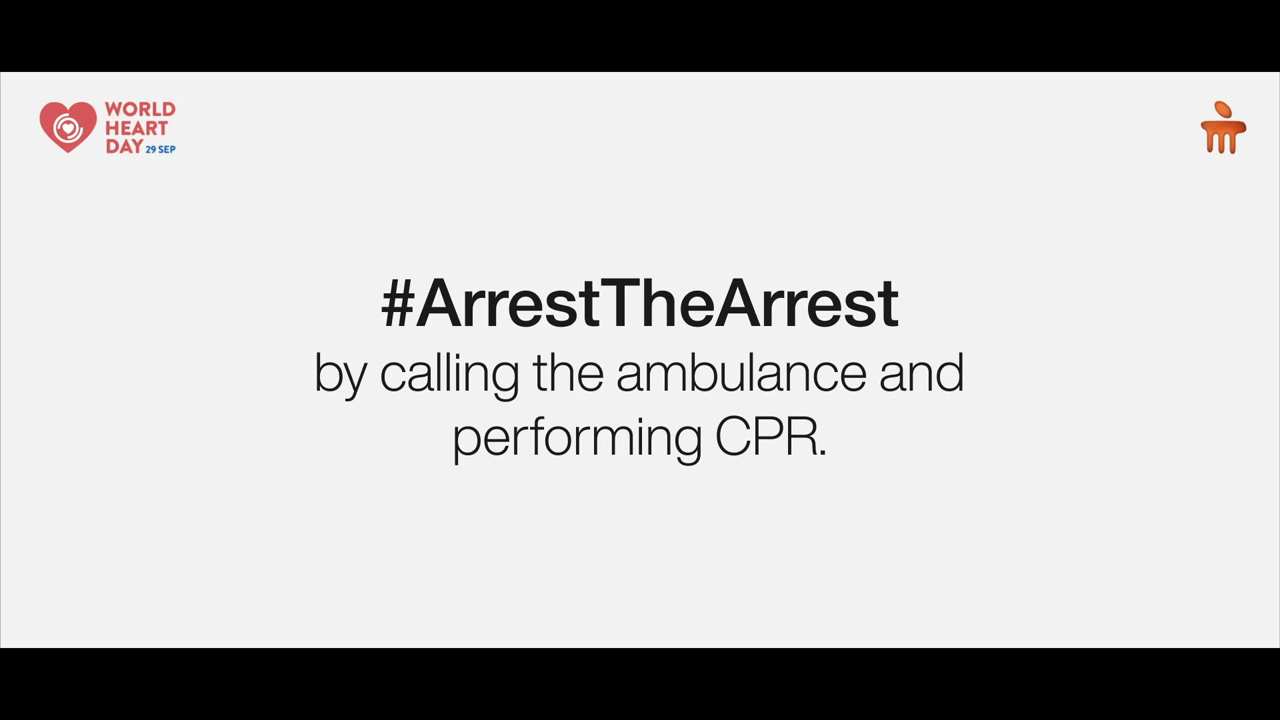 WORLD
HEART
DAY 29 SEP
#ArrestTheArrest
by calling the ambulance and
performing CPR.